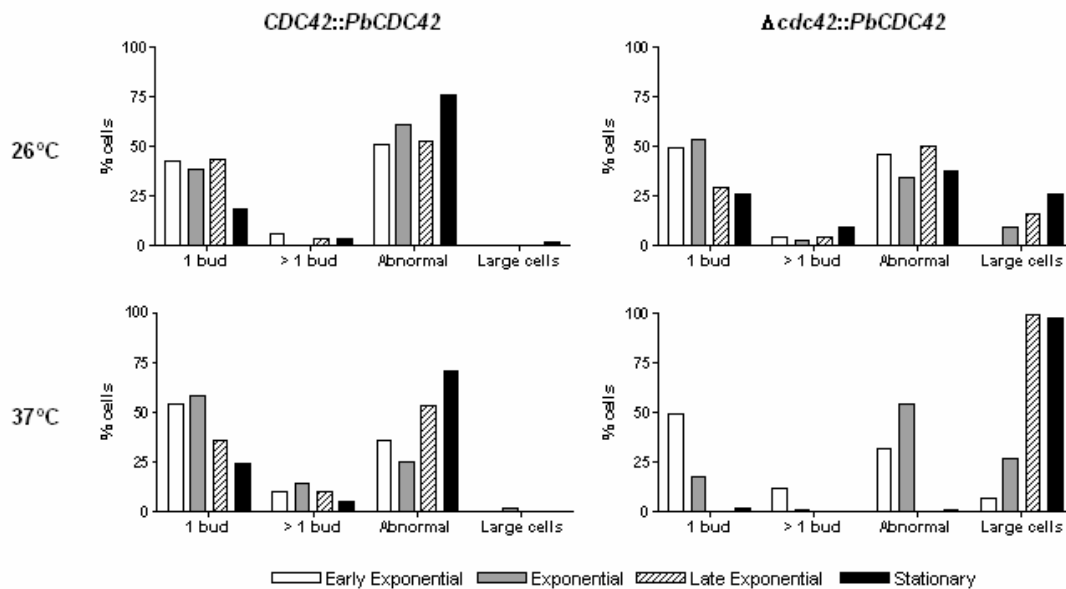 CDC42::PbCDC42
Δcdc42::PbCDC42
26°C
% cells
100
75
50
25
0
1 bud > 1 bud Abnormal Large cells
% cells
100
75
50
25
0
1 bud > 1 bud Abnormal Large cells
37°C
% cells
100
75
50
25
0
1 bud > 1 bud Abnormal Large cells
% cells
100
75
50
25
0
1 bud > 1 bud Abnormal Large cells
Early Exponential Exponential Late Exponential Stationary